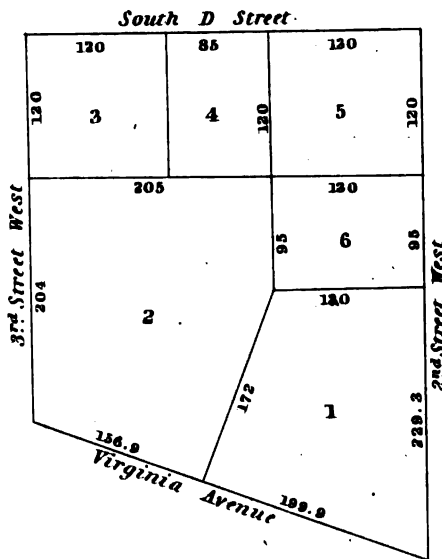 South D Street.
120 85 120
120 3 4 120 5 120
205 120
3rd Street West
95 6 95
204
2 120
2nd Street West
172 1 229.3
156.9
Virginia Avenue
199.9